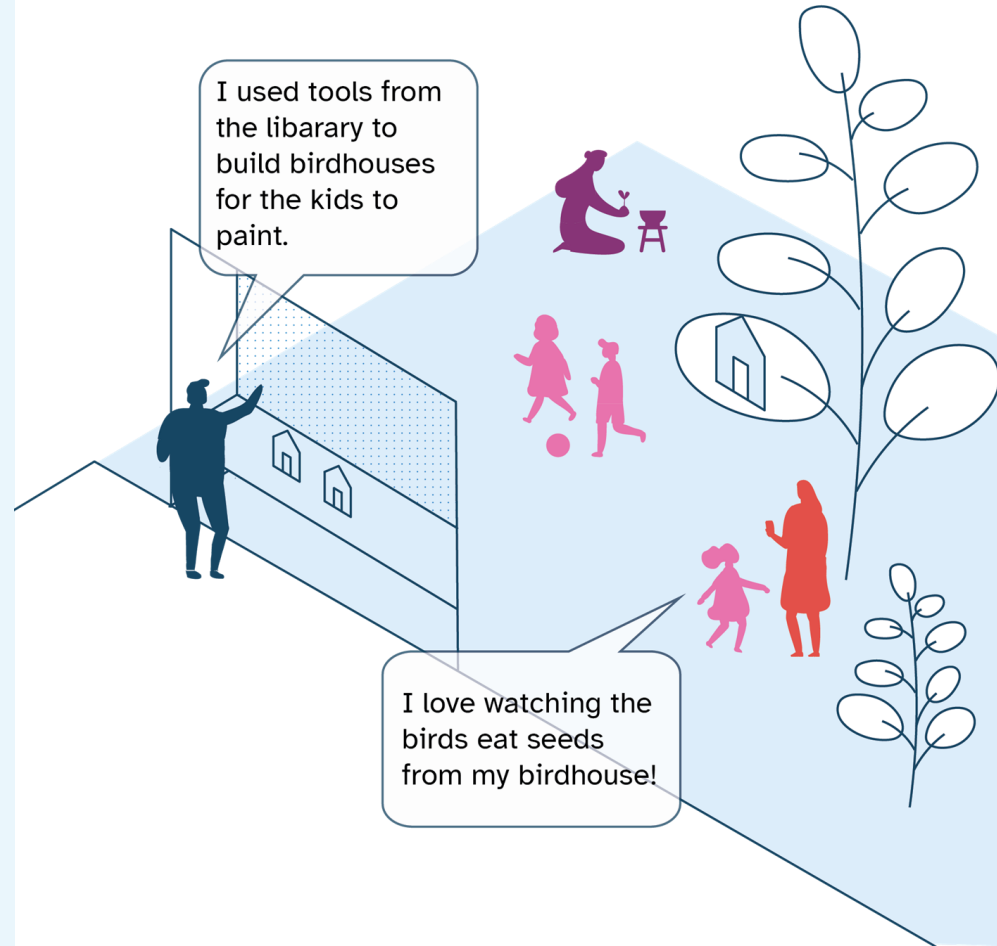 I used tools from
the libarary to
build birdhouses
for the kids to
paint.
I love watching the
birds eat seeds
from my birdhouse!